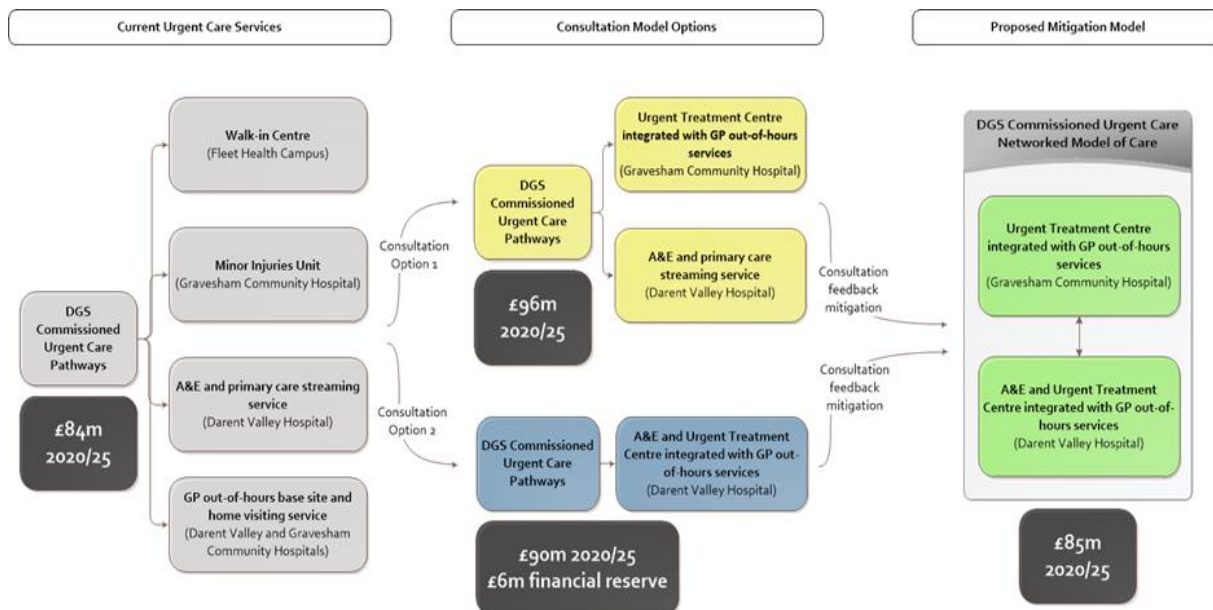 Current Urgent Care Services
Consultation Model Options
Proposed Mitigation Model
DGS
Commissioned
Urgent Care
Pathways
£84m
2020/25
Walk-in Centre
(Fleet Health Campus)
Minor Injuries Unit
(Gravesham Community Hospital)
A&E and primary care streaming
service
(Darent Valley Hospital)
GP out-of-hours base site and
home visiting service
(Darent Valley and Gravesham
Community Hospitals)
Consultation
Option 1
Consultation
Option 2
DGS
Commissioned
Urgent Care
Pathways
£96m
2020/25
Urgent Treatment Centre
integrated with GP out-of-hours
services
(Gravesham Community Hospital)
A&E and primary care
streaming service
(Darent Valley Hospital)
DGS Commissioned
Urgent Care
Pathways
A&E and Urgent Treatment
Centre integrated with GP out-
of-hours services
(Darent Valley Hospital)
£90m 2020/25
£6m financial reserve
Consultation
feedback
mitigation
Consultation
feedback
mitigation
DGS Commissioned Urgent Care
Networked Model of Care
Urgent Treatment Centre
integrated with GP out-of-hours
services
(Gravesham Community Hospital)
A&E and Urgent Treatment
Centre integrated with GP out-of-
hours services
(Darent Valley Hospital)
£85m
2020/25